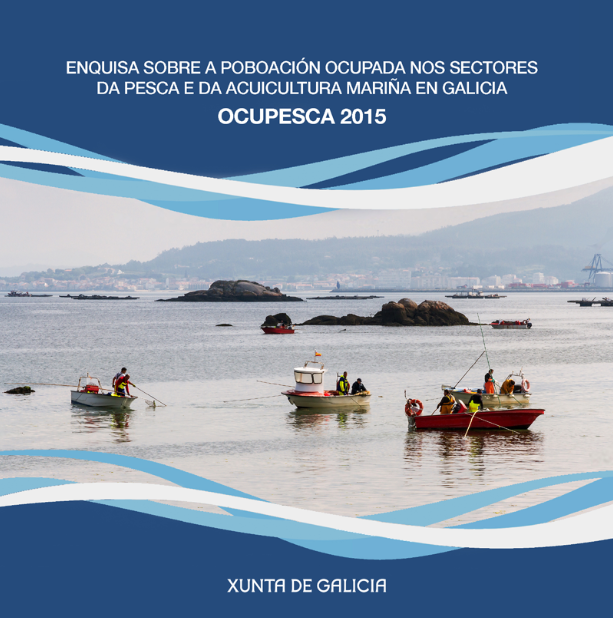 ENQUISA SOBRE A POBOACIÓN OCUPADA NOS SECTORES
DA PESCA E DA ACUICULTURA MARIÑA EN GALICIA
OCUPESCA 2015
XUNTA DE GALICIA